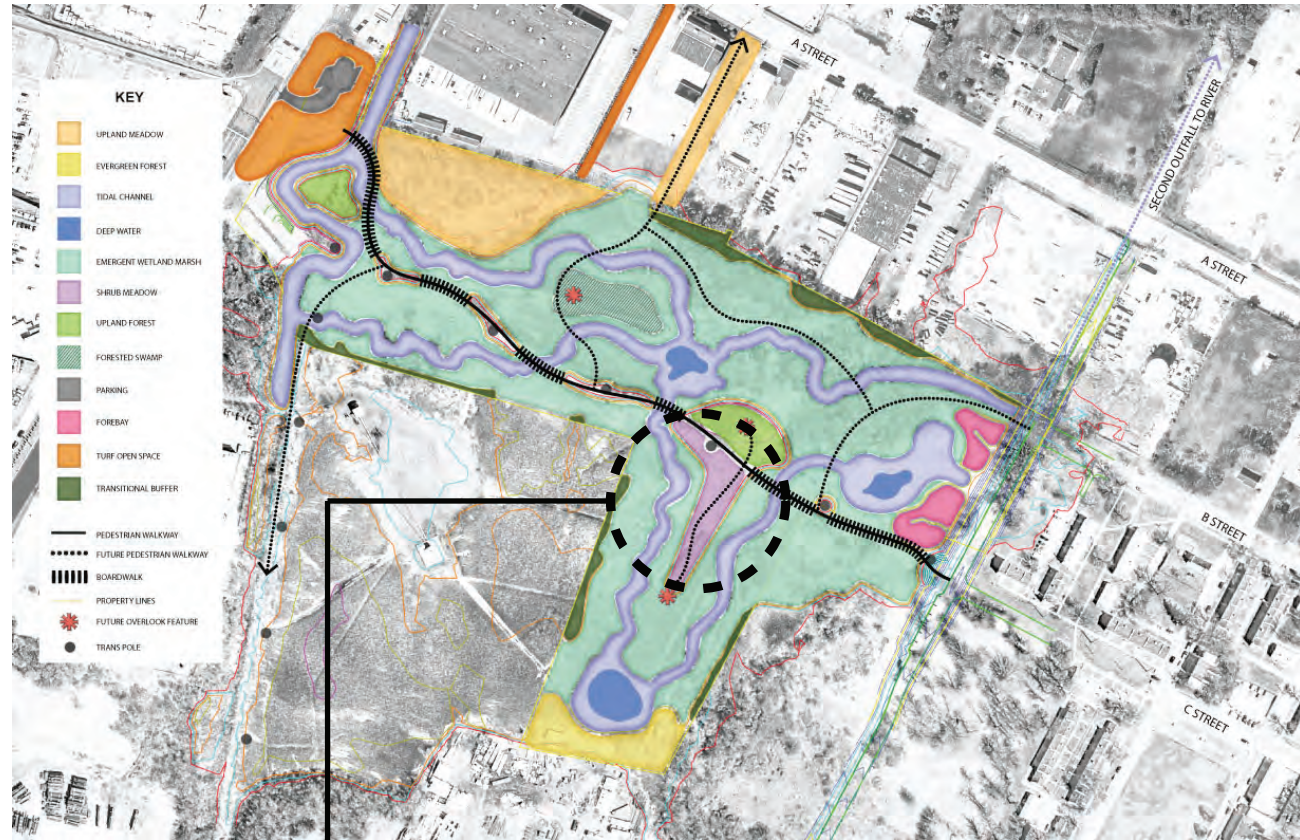 KEY
UPLAND MEADOW
EVERGREEN FOREST
TIDAL CHANNEL
DEEP WATER
EMERGENT WETLAND MARSH
SHRUB MEADOW
UPLAND FOREST
FORESTED SWAMP
PARKING
FOREBAY
TURF OPEN SPACE
TRANSITIONAL BUFFER
PEDESTRIAN WALKWAY
FUTURE PEDESTRIAN WALKWAY
BOARDWALK
PROPERTY LINES
FUTURE OVERLOOK FEATURE
TRANS POLE
A STREET
SECOND OUTFALL TO RIVER
A STREET
B STREET
C STREET